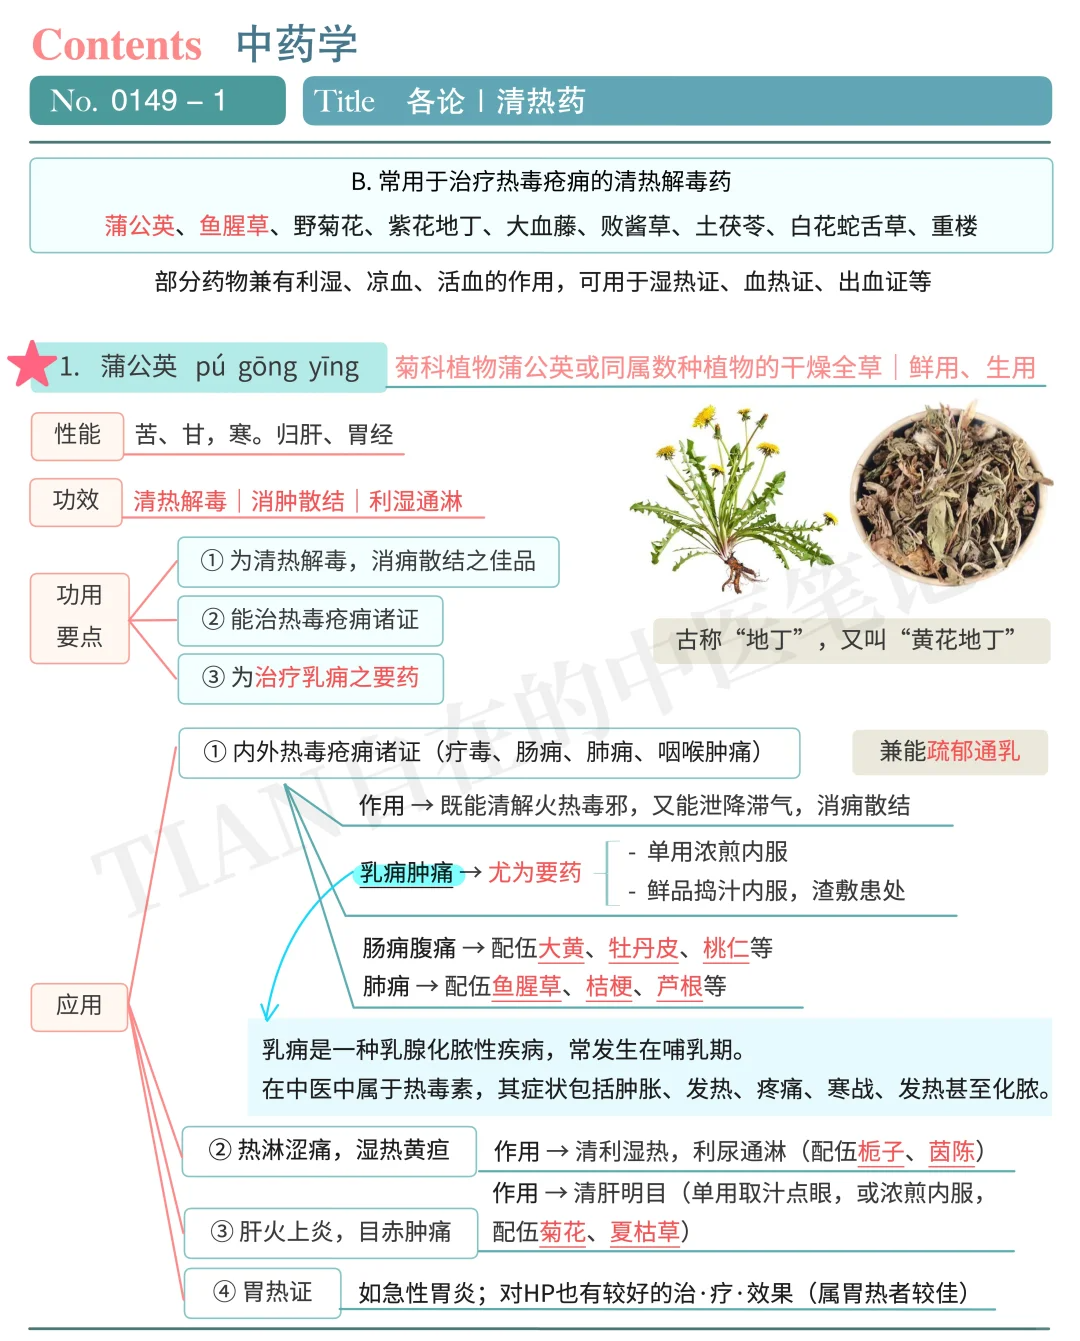 Contents 中药学
No. 0149 – 1
Title 各论 | 清热药
B. 常用于治疗热毒疮痈的清热解毒药
蒲公英、鱼腥草、野菊花、紫花地丁、大血藤、败酱草、土茯苓、白花蛇舌草、重楼
部分药物兼有利湿、凉血、活血的作用，可用于湿热证、血热证、出血证等
1. 蒲公英 pú gōng yīng 菊科植物蒲公英或同属数种植物的干燥全草｜鲜用、生用
性能 苦、甘，寒。归肝、胃经
功效 清热解毒｜消肿散结｜利湿通淋
功用
要点
① 为清热解毒，消痈散结之佳品
② 能治热毒疮痈诸证
③ 为治疗乳痈之要药
古称“地丁”，又叫“黄花地丁”
应用
① 内外热毒疮痈诸证（疔毒、肠痈、肺痈、咽喉肿痛）
兼能疏郁通乳
作用 → 既能清解火热毒邪，又能泄降滞气，消痈散结
乳痈肿痛 → 尤为要药
- 单用浓煎内服
- 鲜品捣汁内服，渣敷患处
肠痈腹痛 → 配伍大黄、牡丹皮、桃仁等
肺痈 → 配伍鱼腥草、桔梗、芦根等
乳痈是一种乳腺化脓性疾病，常发生在哺乳期。
在中医中属于热毒素，其症状包括肿胀、发热、疼痛、寒战、发热甚至化脓。
② 热淋涩痛，湿热黄疸
作用 → 清利湿热，利尿通淋（配伍栀子、茵陈）
③ 肝火上炎，目赤肿痛
作用 → 清肝明目（单用取汁点眼，或浓煎内服，
配伍菊花、夏枯草）
④ 胃热证
如急性胃炎；对HP也有较好的治·疗·效果（属胃热者较佳）
TIAN自在的中医笔记